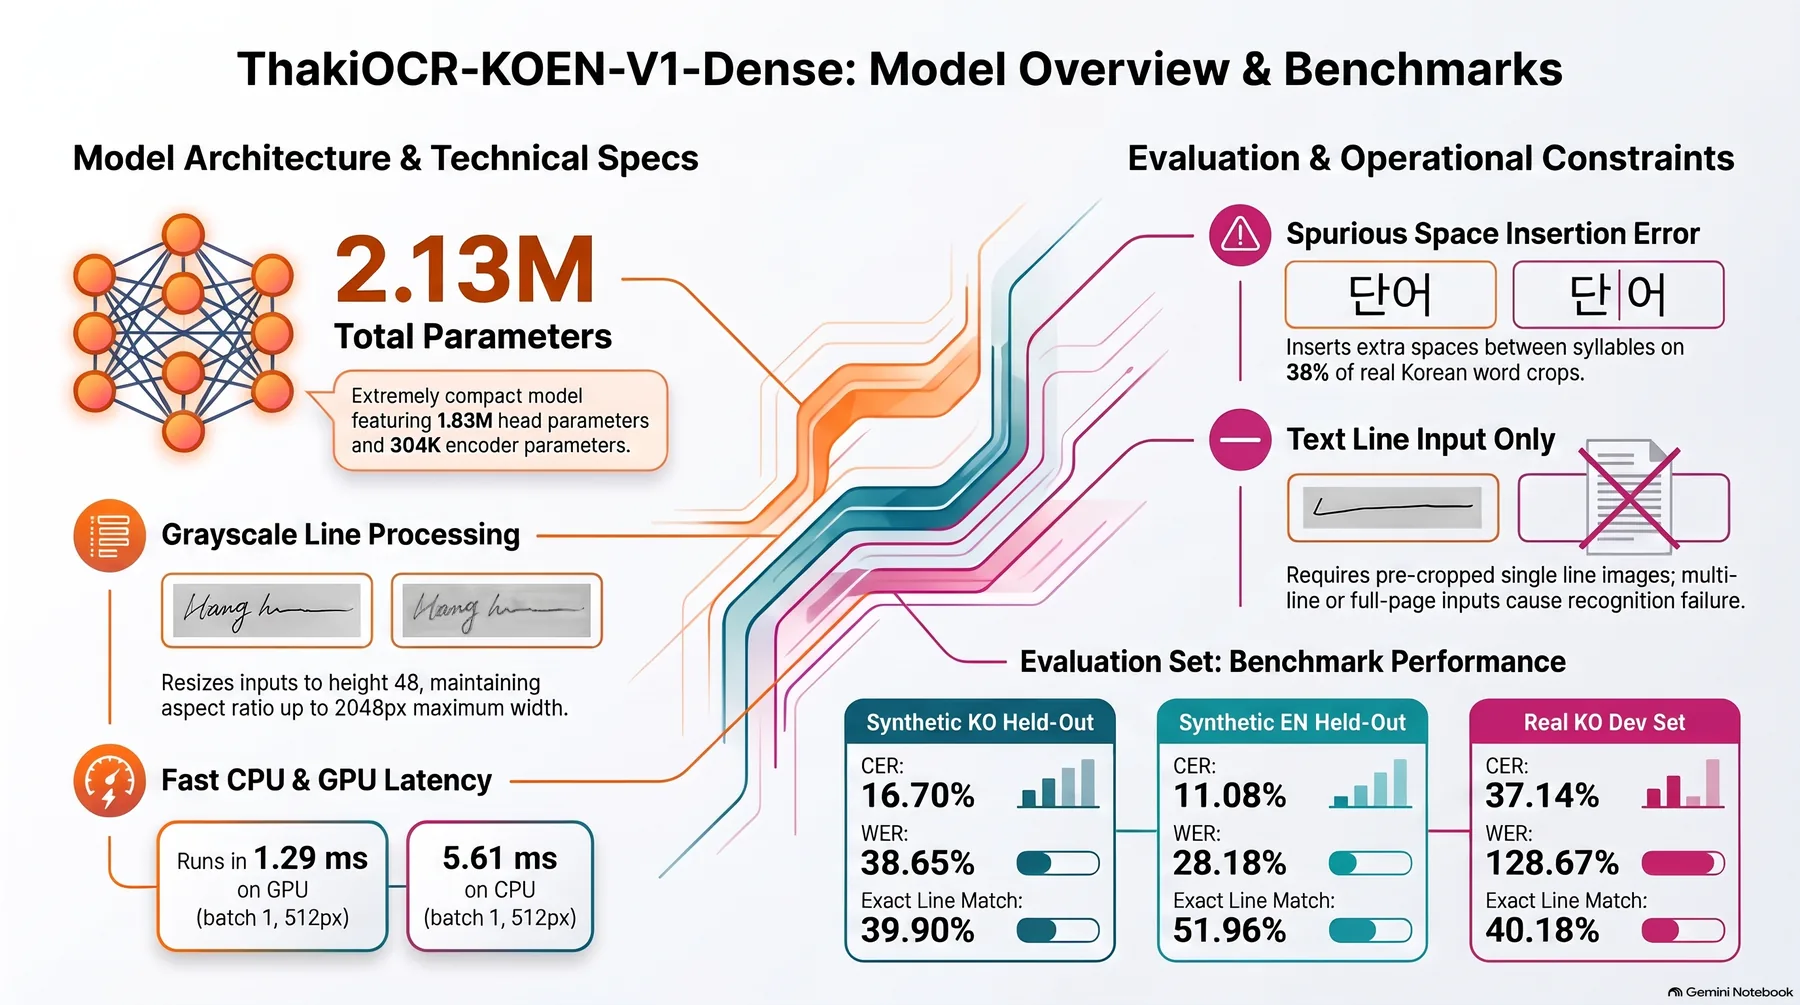 ThakiOCR-KOEN-V1-Dense: Model Overview & Benchmarks
Model Architecture & Technical Specs
2.13M
Total Parameters
Extremely compact model
featuring 1.83M head parameters
and 304K encoder parameters.
Grayscale Line Processing
Hang
Hang
Resizes inputs to height 48, maintaining
aspect ratio up to 2048px maximum width.
Fast CPU & GPU Latency
Runs in 1.29 ms
on GPU
(batch 1, 512px)
5.61 ms
on CPU
(batch 1, 512px)
Evaluation & Operational Constraints
Spurious Space Insertion Error
단어
단|어
Inserts extra spaces between syllables on
38% of real Korean word crops.
Text Line Input Only
Requires pre-cropped single line images; multi-
line or full-page inputs cause recognition failure.
Evaluation Set: Benchmark Performance
Synthetic KO Held-Out
CER:
16.70%
WER:
38.65%
Exact Line Match:
39.90%
Synthetic EN Held-Out
CER:
11.08%
WER:
28.18%
Exact Line Match:
51.96%
Real KO Dev Set
CER:
37.14%
WER:
128.67%
Exact Line Match:
40.18%
Gemini Notebook